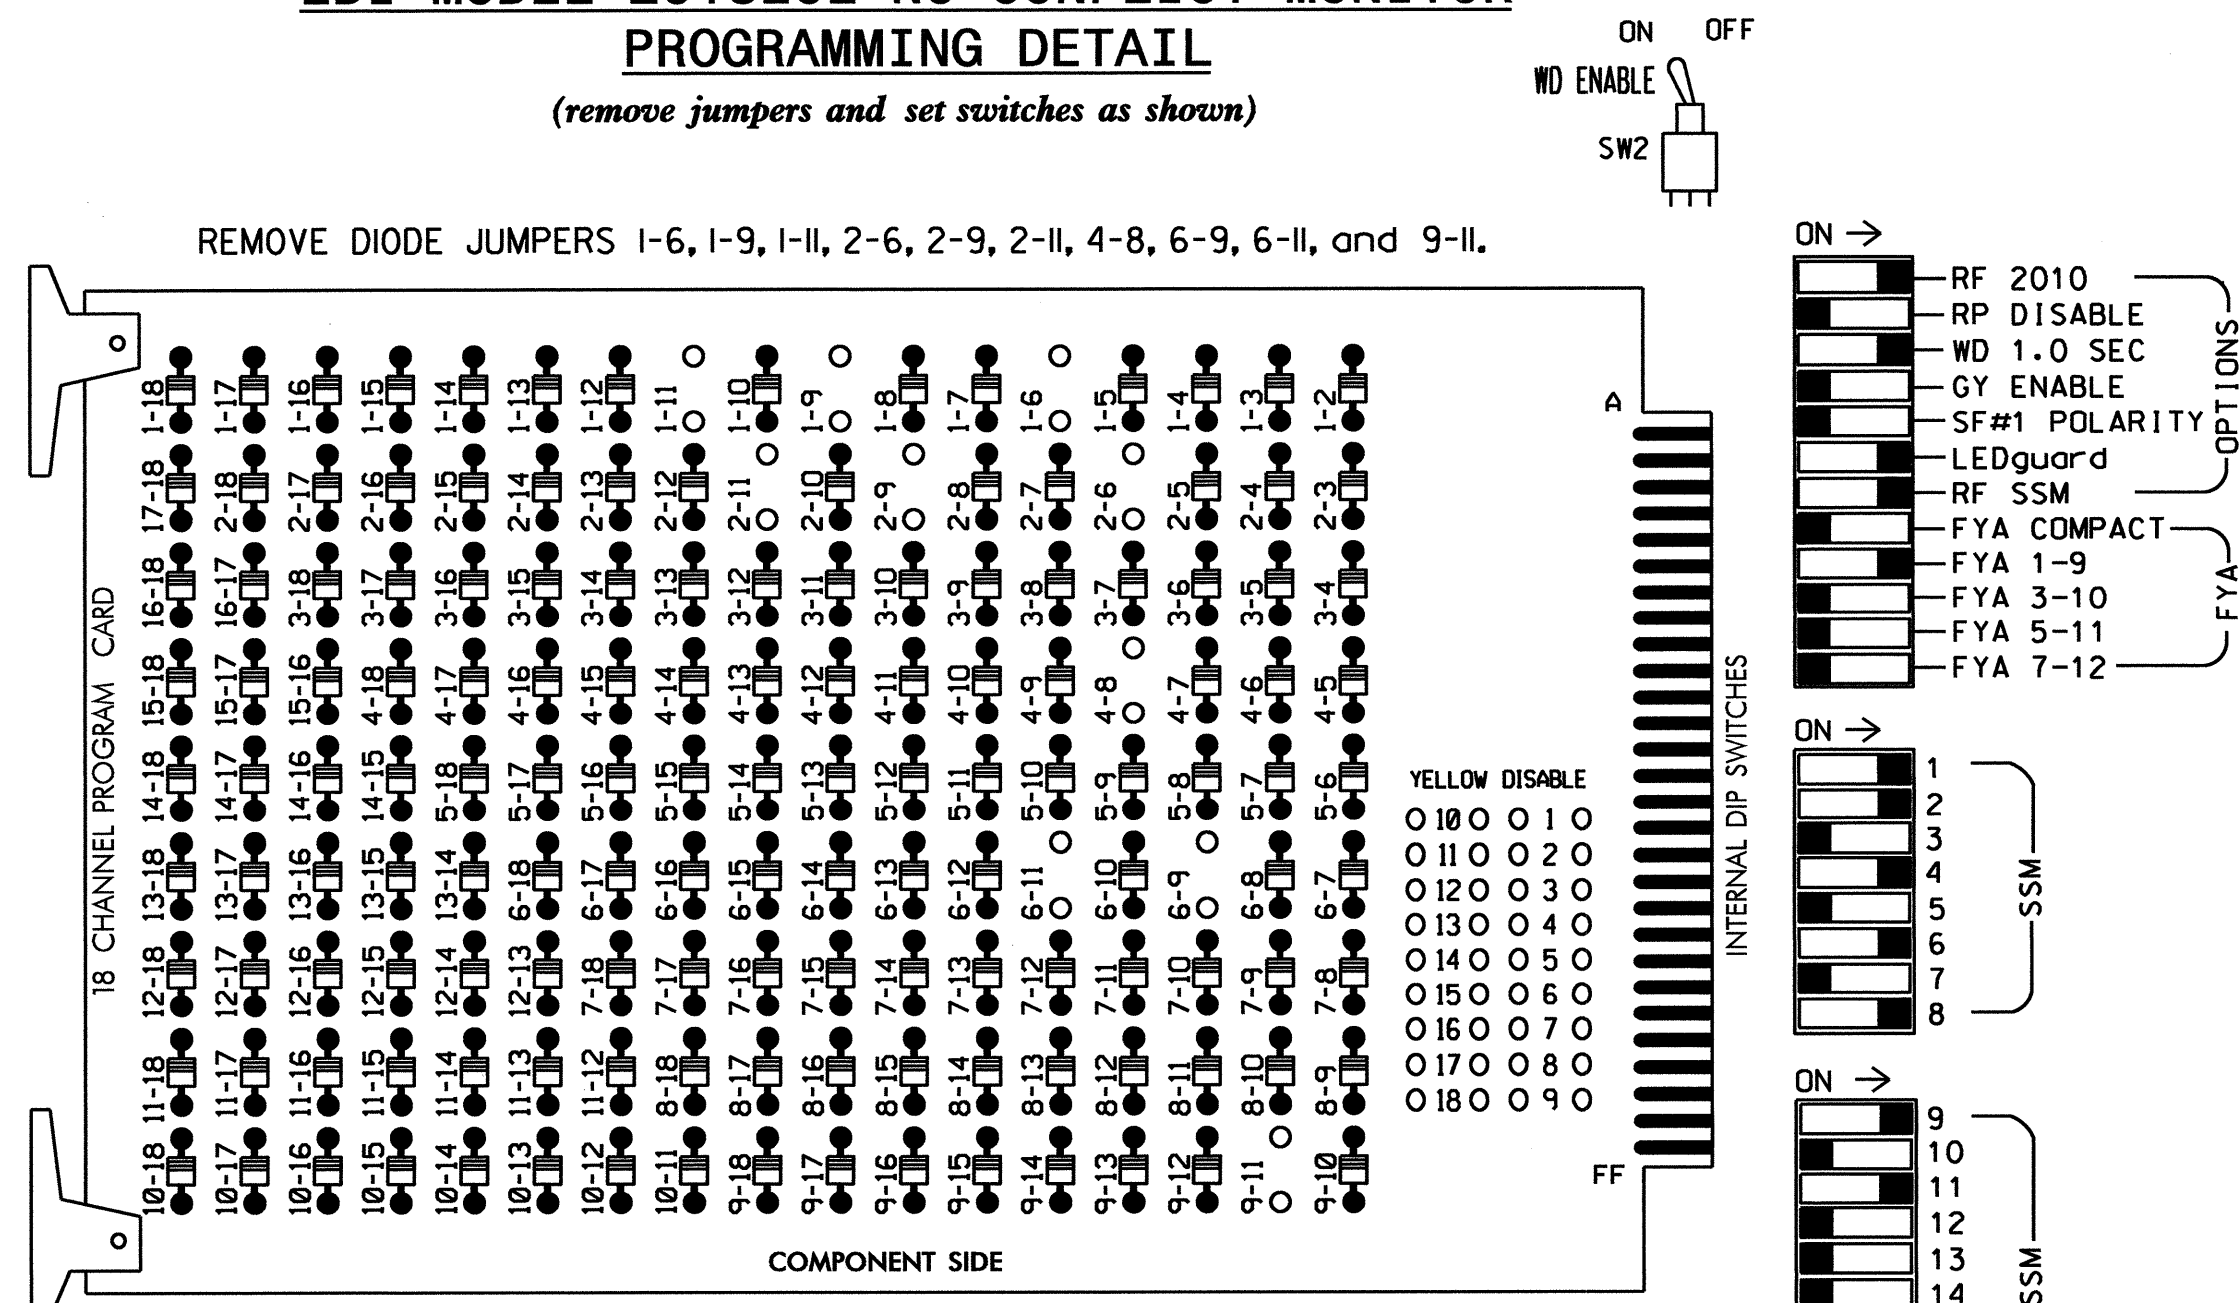 PROGRAMMING DETAIL
(remove jumpers and set switches as shown)
ON OFF
WD ENABLE
SW2
REMOVE DIODE JUMPERS 1-6, 1-9, 1-11, 2-6, 2-9, 2-11, 4-8, 6-9, 6-11, and 9-11.
18 CHANNEL PROGRAM CARD
1-18 1-17 1-16 1-15 1-14 1-13 1-12 1-11 1-10 1-9 1-8 1-7 1-6 1-5 1-4 1-3 1-2
17-18 2-18 2-17 2-16 2-15 2-14 2-13 2-12 2-11 2-10 2-9 2-8 2-7 2-6 2-5 2-4 2-3
16-18 16-17 3-18 3-17 3-16 3-15 3-14 3-13 3-12 3-11 3-10 3-9 3-8 3-7 3-6 3-5 3-4
15-18 15-17 15-16 4-18 4-17 4-16 4-15 4-14 4-13 4-12 4-11 4-10 4-9 4-8 4-7 4-6 4-5
14-18 14-17 14-16 14-15 5-18 5-17 5-16 5-15 5-14 5-13 5-12 5-11 5-10 5-9 5-8 5-7 5-6
13-18 13-17 13-16 13-15 13-14 6-18 6-17 6-16 6-15 6-14 6-13 6-12 6-11 6-10 6-9 6-8 6-7
12-18 12-17 12-16 12-15 12-14 12-13 7-18 7-17 7-16 7-15 7-14 7-13 7-12 7-11 7-10 7-9 7-8
11-18 11-17 11-16 11-15 11-14 11-13 11-12 8-18 8-17 8-16 8-15 8-14 8-13 8-12 8-11 8-10 8-9
10-18 10-17 10-16 10-15 10-14 10-13 10-12 10-11 9-18 9-17 9-16 9-15 9-14 9-13 9-12 9-11 9-10
COMPONENT SIDE
A
FF
YELLOW DISABLE
10 1
11 2
12 3
13 4
14 5
15 6
16 7
17 8
18 9
INTERNAL DIP SWITCHES
ON →
RF 2010
RP DISABLE
WD 1.0 SEC
GY ENABLE
SF#1 POLARITY
LEDguard
RF SSM
OPTIONS
FYA COMPACT
FYA 1-9
FYA 3-10
FYA 5-11
FYA 7-12
FYA
ON →
1
2
3
4
5
6
7
8
SSM
ON →
9
10
11
12
13
14
SSM